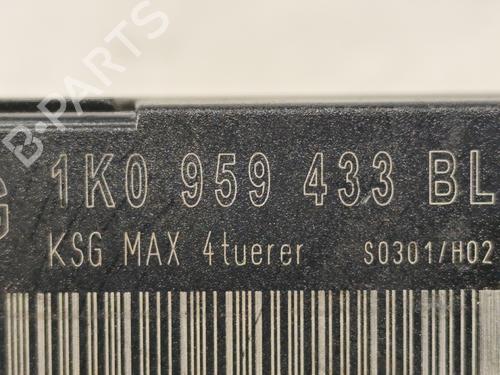 B-PARTS
G 1K0 959 433 BL
KSG MAX 4tuerer S0301/H02